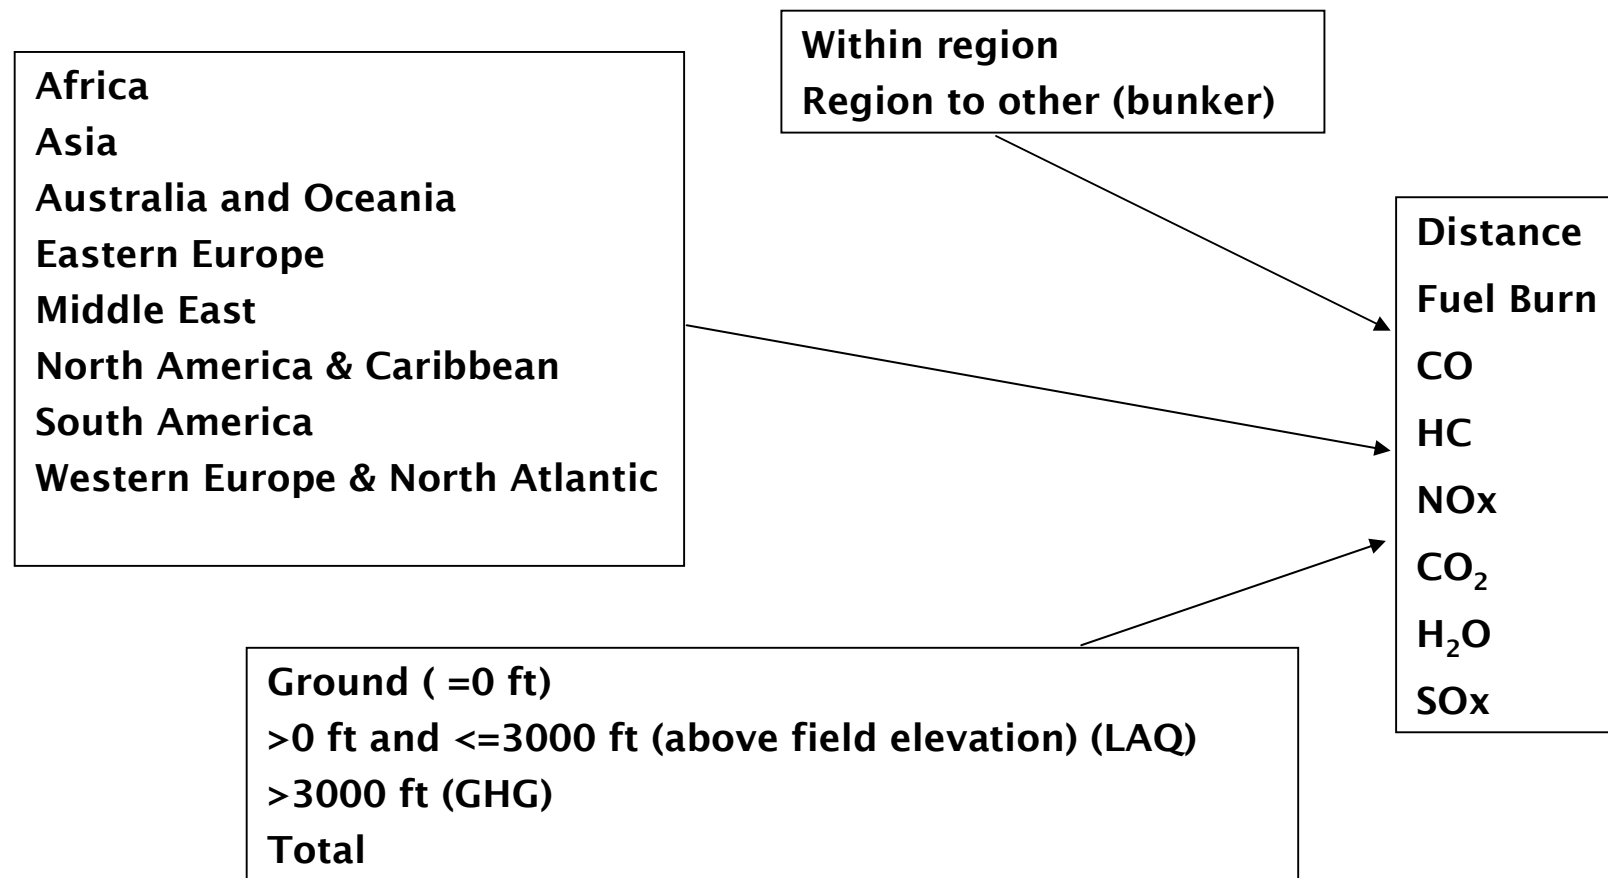 Africa
Asia
Australia and Oceania
Eastern Europe
Middle East
North America & Caribbean
South America
Western Europe & North Atlantic
Within region
Region to other (bunker)
Distance
Fuel Burn
CO
HC
NOx
CO₂
H₂O
SOx
Ground ( =0 ft)
>0 ft and <=3000 ft (above field elevation) (LAQ)
>3000 ft (GHG)
Total